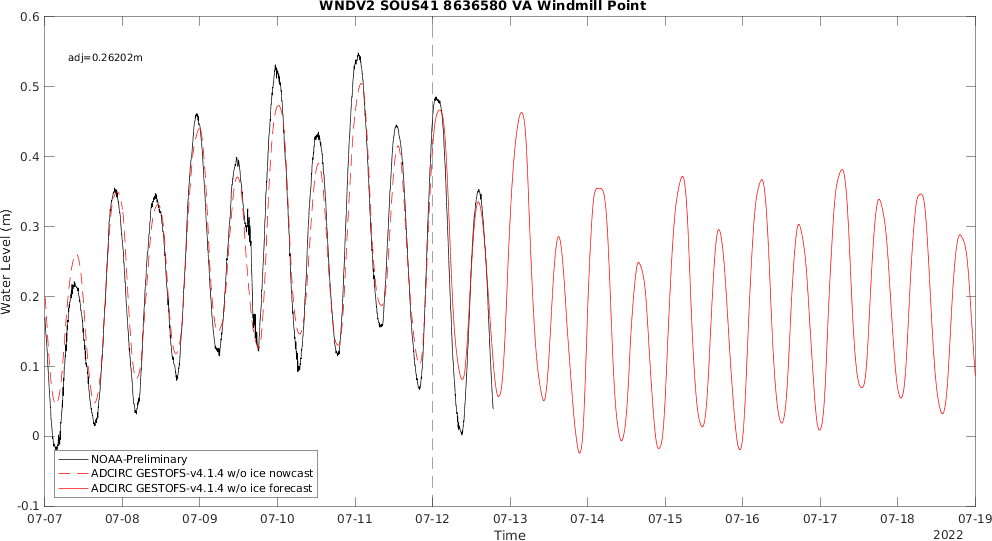 WNDV2 SOUS41 8636580 VA Windmill Point
adj=0.26202m
0.6
0.5
0.4
0.3
0.2
0.1
0
-0.1
Water Level (m)
NOAA-Preliminary
ADCIRC GESTOFS-v4.1.4 w/o ice nowcast
ADCIRC GESTOFS-v4.1.4 w/o ice forecast
07-07 07-08 07-09 07-10 07-11 07-12 07-13 07-14 07-15 07-16 07-17 07-18 07-19
Time
2022